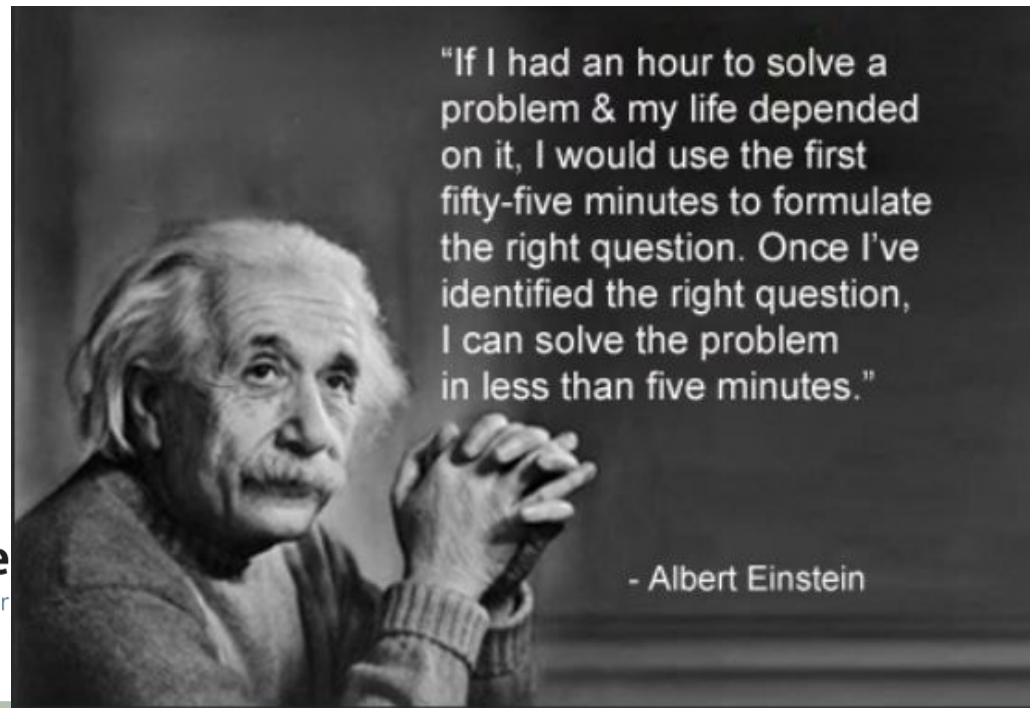 “If I had an hour to solve a
problem & my life depended
on it, I would use the first
fifty-five minutes to formulate
the right question. Once I’ve
identified the right question,
I can solve the problem
in less than five minutes.”
- Albert Einstein
e
r